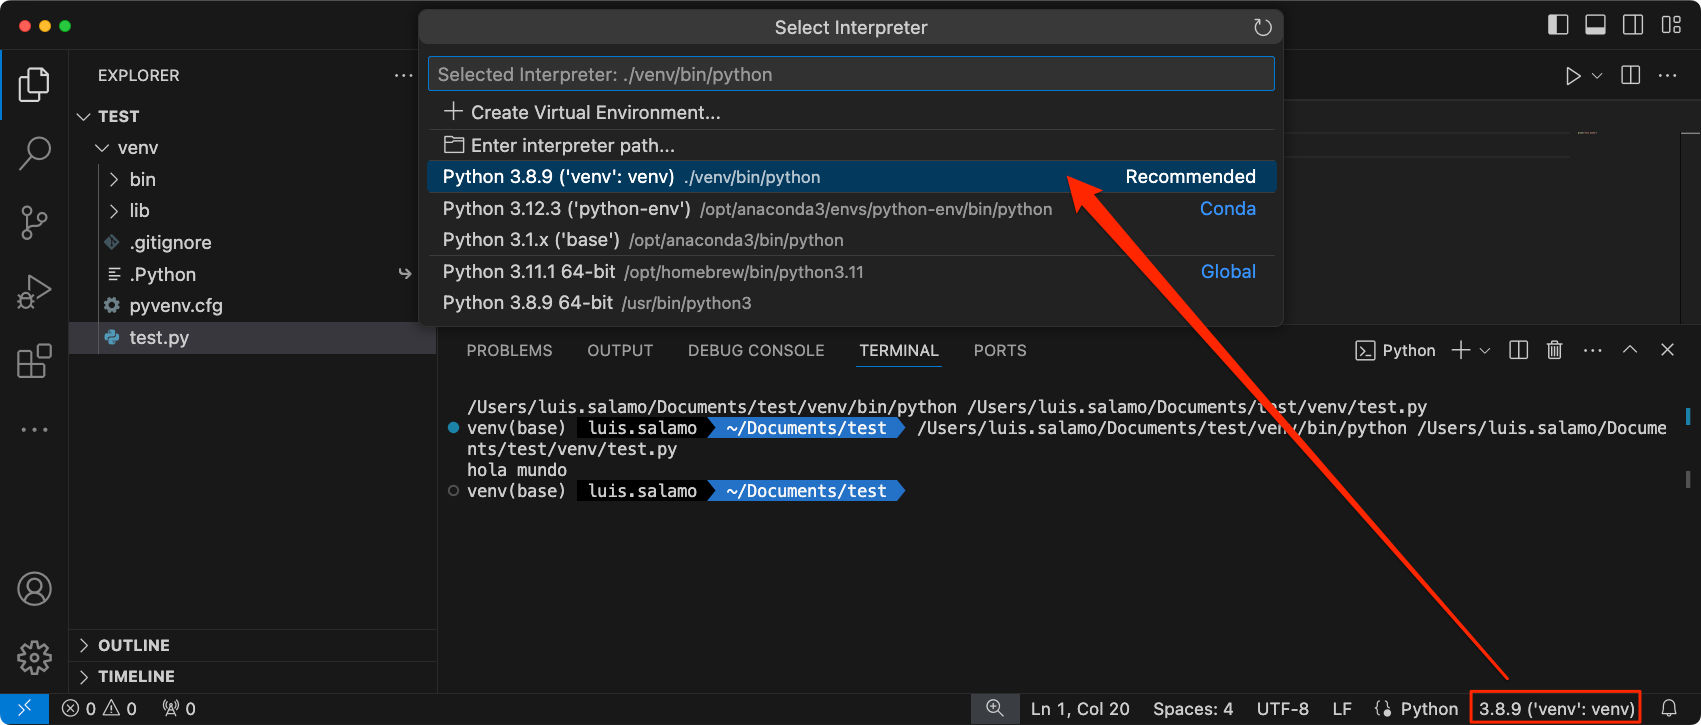 Select Interpreter
Selected Interpreter: ./venv/bin/python
Create Virtual Environment...
Enter interpreter path...
Python 3.8.9 ('venv': venv) ./venv/bin/python Recommended
Python 3.12.3 ('python-env') /opt/anaconda3/envs/python-env/bin/python Conda
Python 3.1.x ('base') /opt/anaconda3/bin/python
Python 3.11.1 64-bit /opt/homebrew/bin/python3.11 Global
Python 3.8.9 64-bit /usr/bin/python3
EXPLORER
TEST
venv
bin
lib
.gitignore
.Python
pyvenv.cfg
test.py
OUTLINE
TIMELINE
PROBLEMS OUTPUT DEBUG CONSOLE TERMINAL PORTS Python
/Users/luis.salamo/Documents/test/venv/bin/python /Users/luis.salamo/Documents/test/venv/test.py
venv(base) luis.salamo ~/Documents/test /Users/luis.salamo/Documents/test/venv/bin/python /Users/luis.salamo/Docume
nts/test/venv/test.py
hola mundo
venv(base) luis.salamo ~/Documents/test
0 0 0 Ln 1, Col 20 Spaces: 4 UTF-8 LF Python 3.8.9 ('venv': venv)